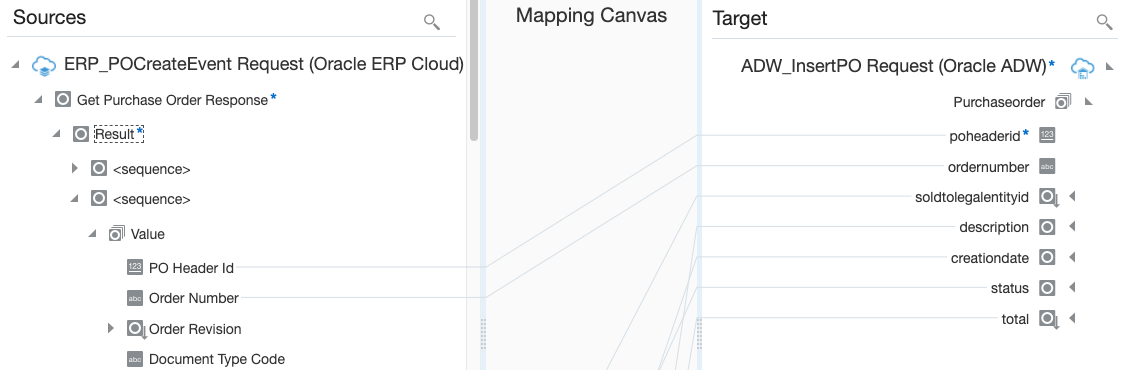 Sources
ERP_POCreateEvent Request (Oracle ERP Cloud)
Get Purchase Order Response*
Result*
<sequence>
<sequence>
Value
123 PO Header Id
abc Order Number
Order Revision
abc Document Type Code
Mapping Canvas
Target
ADW_InsertPO Request (Oracle ADW)*
Purchaseorder
poheaderid* 123
ordernumber abc
soldtolegalentityid
description
creationdate
status
total